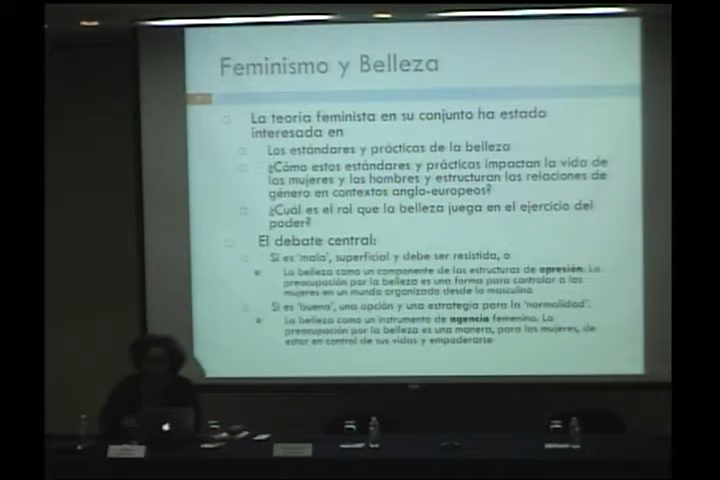 Feminismo y Belleza
La teoría feminista en su conjunto ha estado
interesada en
Los estándares y prácticas de la belleza
¿Cómo estos estándares y prácticas impactan la vida de
las mujeres y los hombres y estructuran las relaciones de
género en contextos anglo-europeos?
¿Cuál es el rol que la belleza juega en el ejercicio del
poder?
El debate central:
Si es 'mala', superficial y debe ser resistida, o
La belleza como un componente de las estructuras de opresión. La
preocupación por la belleza es una forma para controlar a las
mujeres en un mundo organizado desde lo masculino
Si es 'buena', una opción y una estrategia para la 'normalidad'.
La belleza como un instrumento de agencia femenina. La
preocupación por la belleza es una manera, para las mujeres, de
estar en control de sus vidas y empoderarse